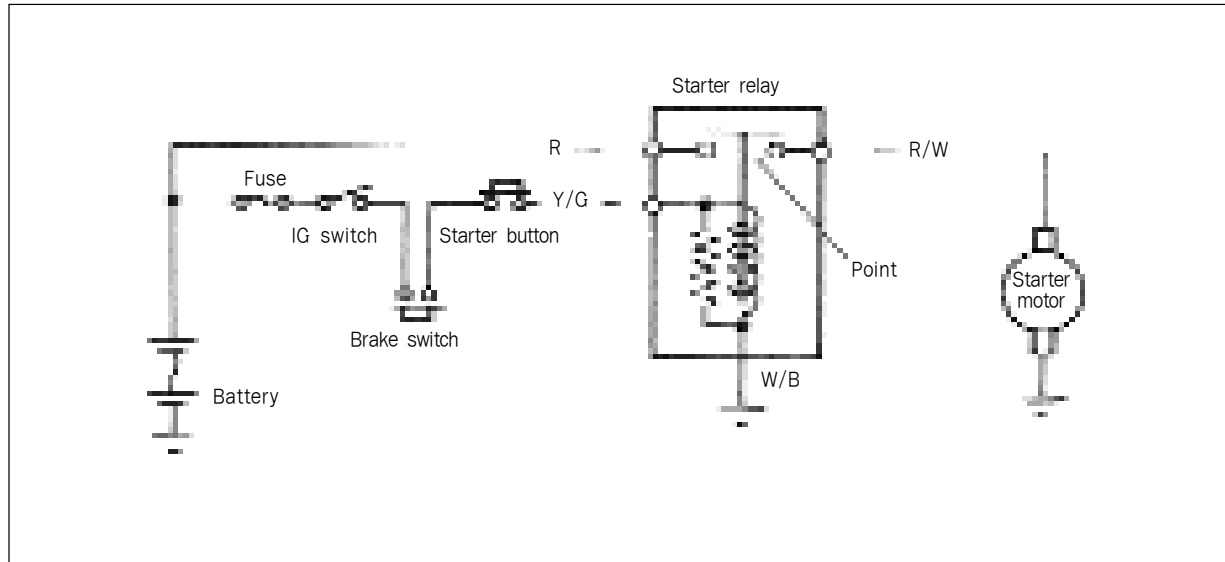 Starter relay
R
R/W
Fuse
Y/G
IG switch
Starter button
Point
Starter
motor
Brake switch
W/B
Battery